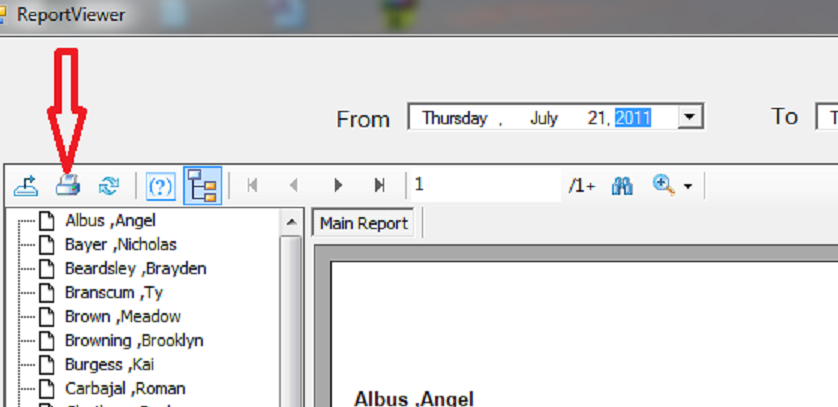 ReportViewer
From Thursday , July 21, 2011 To
(?) 1 /1+
Albus ,Angel
Bayer ,Nicholas
Beardsley ,Brayden
Branscum ,Ty
Brown ,Meadow
Browning ,Brooklyn
Burgess ,Kai
Carbajal ,Roman
Main Report
Albus ,Angel